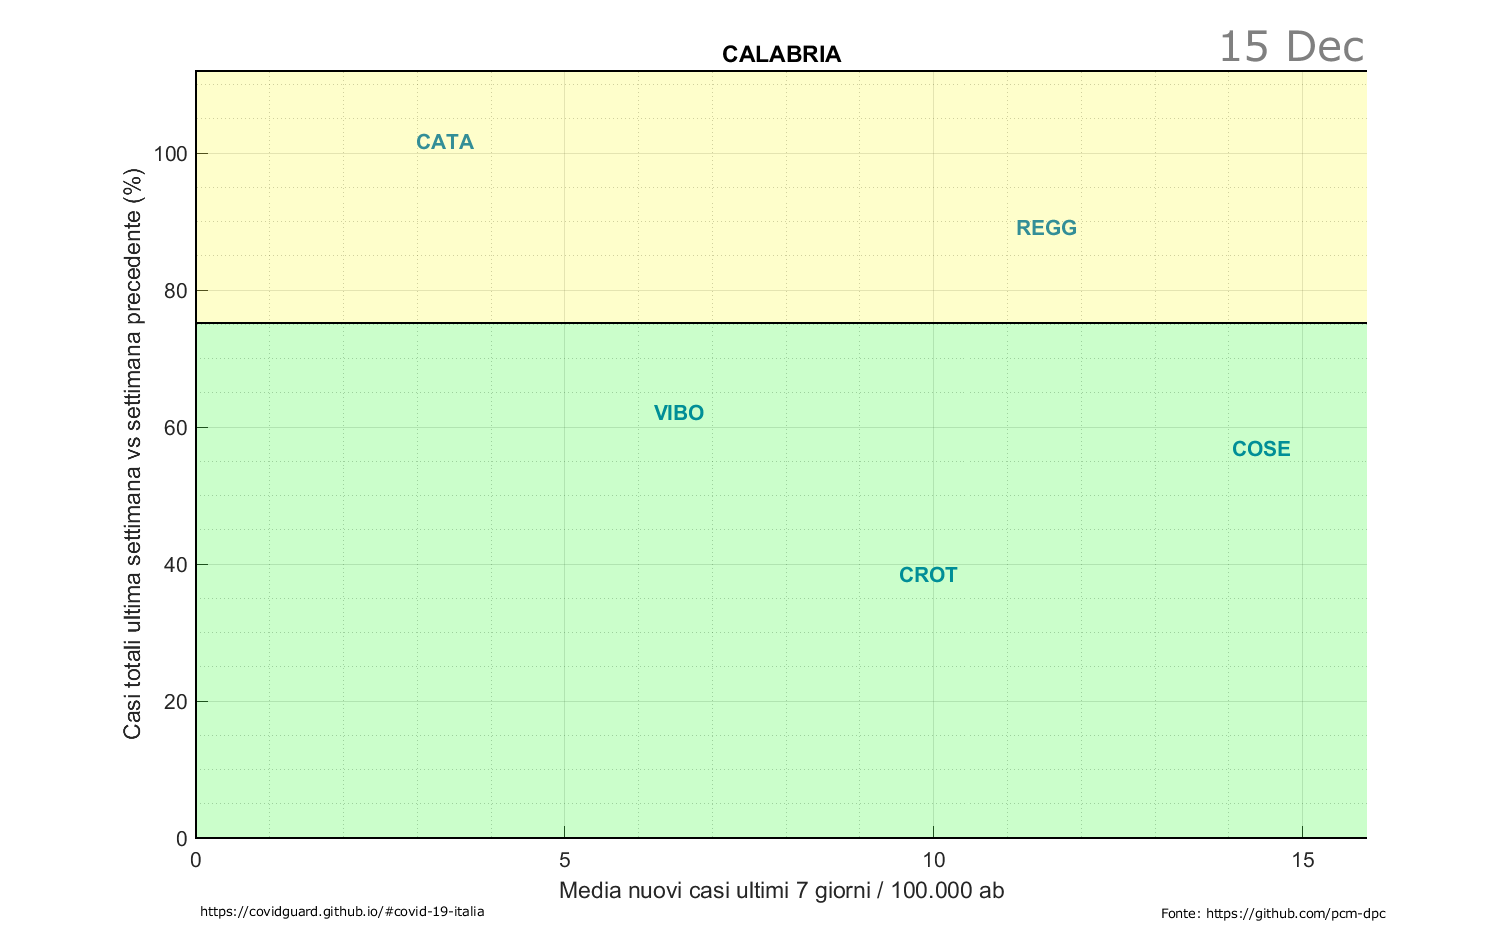 15 Dec
CALABRIA
Casi totali ultima settimana vs settimana precedente (%)
100
80
60
40
20
0
CATA
REGG
VIBO
COSE
CROT
0 5 10 15
Media nuovi casi ultimi 7 giorni / 100.000 ab
https://covidguard.github.io/#covid-19-italia
Fonte: https://github.com/pcm-dpc